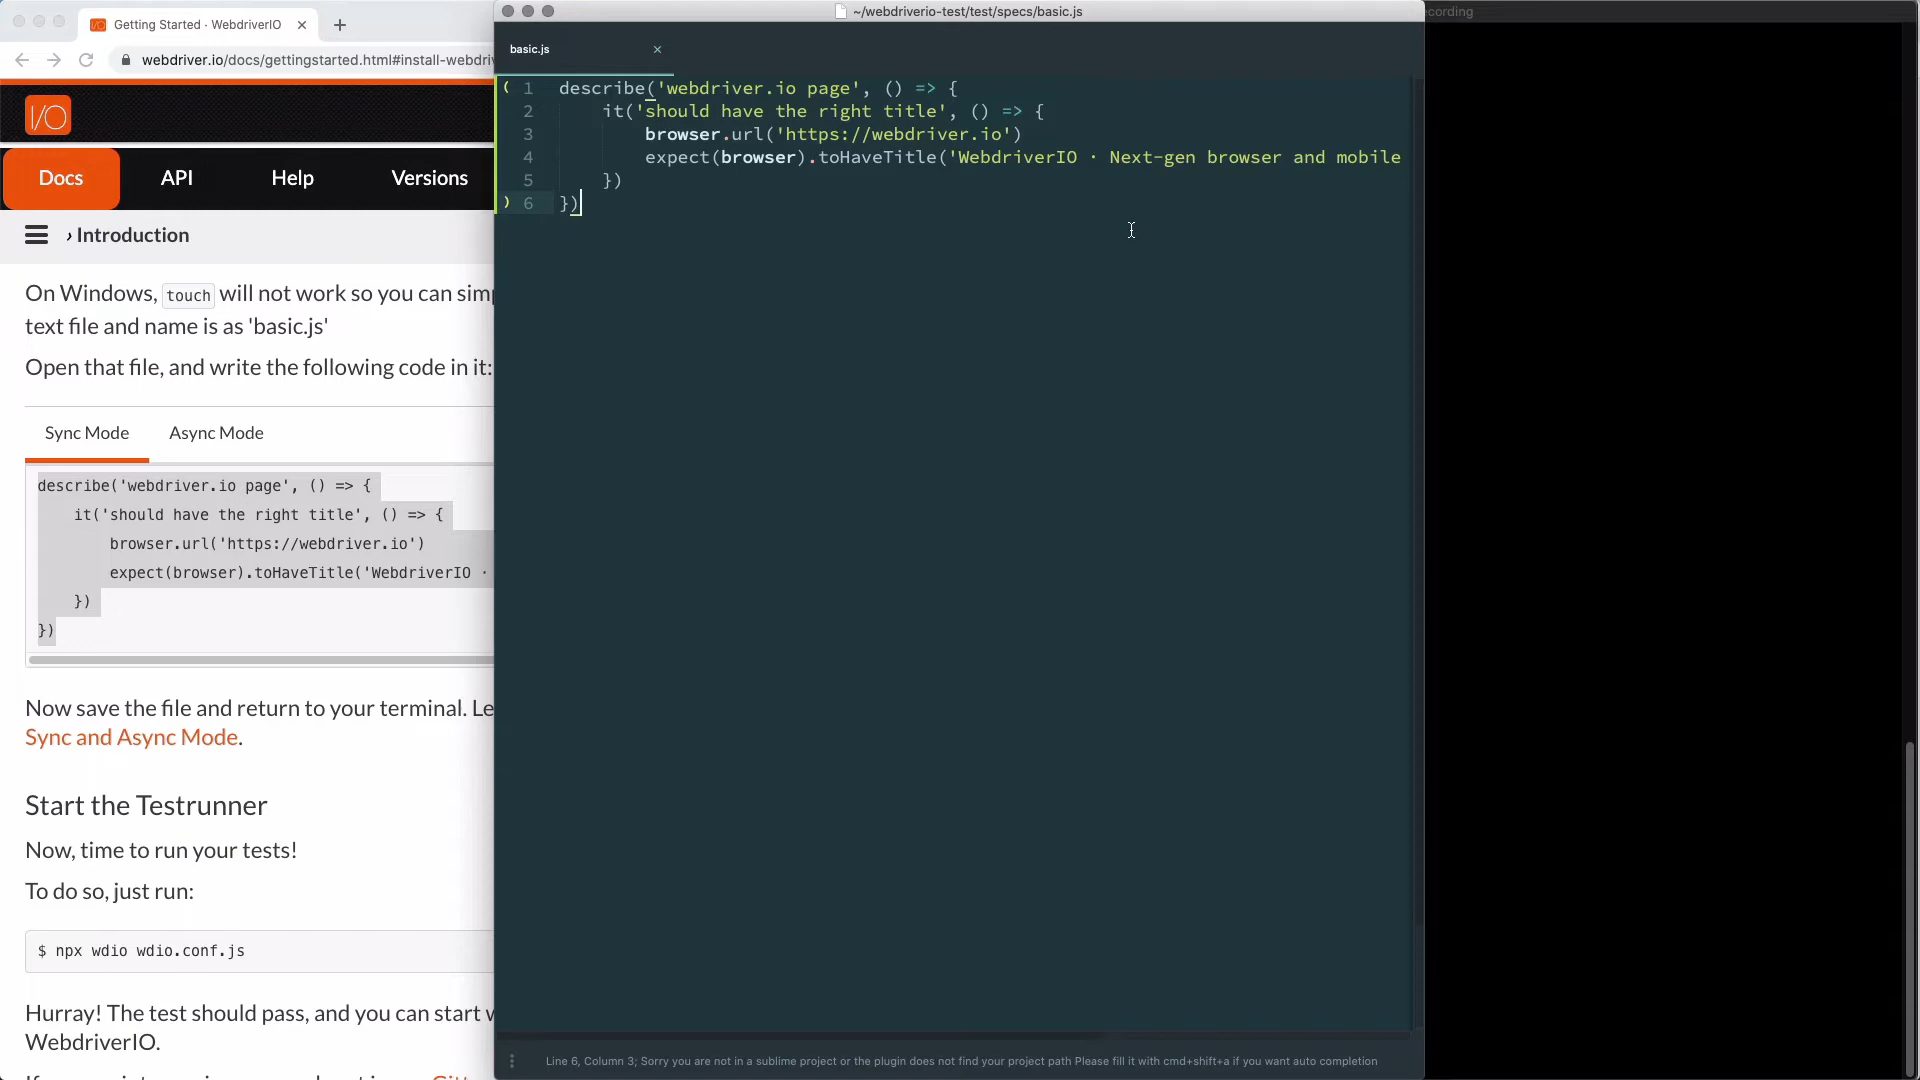 Getting Started · WebdriverIO
webdriver.io/docs/gettingstarted.html#install-webdri
I/O
Docs API Help Versions
› Introduction
On Windows, touch will not work so you can sim
text file and name is as 'basic.js'
Open that file, and write the following code in it:
Sync Mode Async Mode
describe('webdriver.io page', () => {
it('should have the right title', () => {
browser.url('https://webdriver.io')
expect(browser).toHaveTitle('WebdriverIO ·
})
})
Now save the file and return to your terminal. Le
Sync and Async Mode.
Start the Testrunner
Now, time to run your tests!
To do so, just run:
$ npx wdio wdio.conf.js
Hurray! The test should pass, and you can start
WebdriverIO.
~/webdriverio-test/test/specs/basic.js
basic.js
1 describe('webdriver.io page', () => {
2 it('should have the right title', () => {
3 browser.url('https://webdriver.io')
4 expect(browser).toHaveTitle('WebdriverIO · Next-gen browser and mobile
5 })
6 })
Line 6, Column 3; Sorry you are not in a sublime project or the plugin does not find your project path Please fill it with cmd+shift+a if you want auto completion
cording